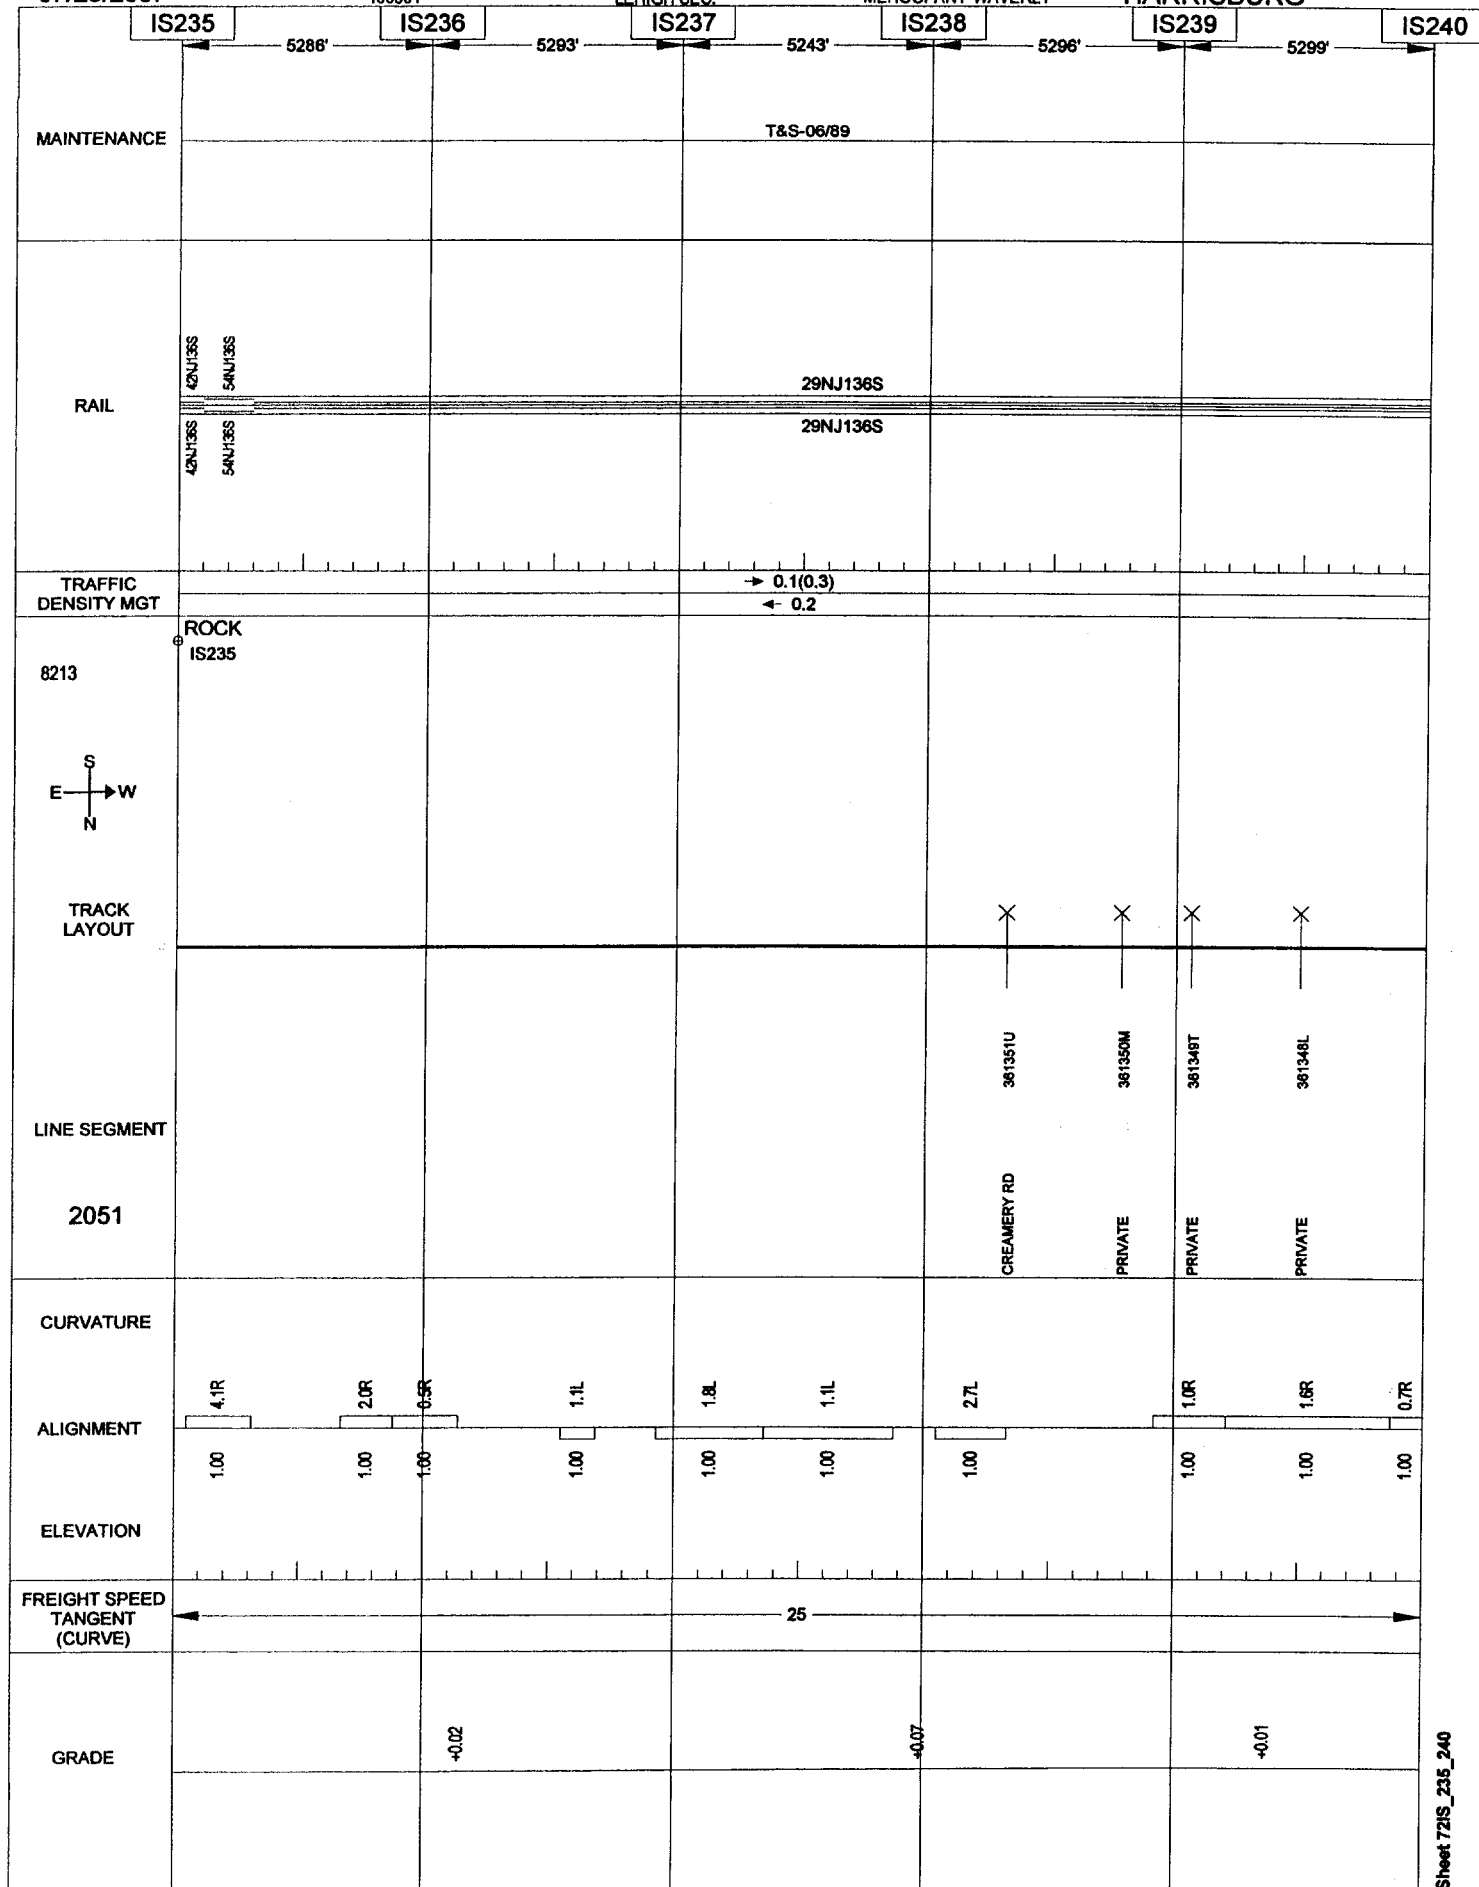 HARRISBURG
IS235 IS236 IS237 IS238 IS239 IS240
5286' 5293' 5243' 5296' 5299'
MAINTENANCE
T&S-06/89
42NJ136S 54NJ136S
29NJ136S
RAIL
29NJ136S
42NJ136S 54NJ136S
TRAFFIC
DENSITY MGT
0.1(0.3)
0.2
ROCK
IS235
8213
S
E W
N
TRACK
LAYOUT
361351U 361350M 361349T 361348L
LINE SEGMENT
2051
CREAMERY RD PRIVATE PRIVATE PRIVATE
CURVATURE
4.1R 2.0R 0.5R 1.1L 1.8L 1.1L 2.7L 1.0R 1.6R 0.7R
ALIGNMENT
1.00 1.00 1.00 1.00 1.00 1.00 1.00 1.00 1.00 1.00
ELEVATION
FREIGHT SPEED
TANGENT
(CURVE)
25
GRADE
+0.02 +0.07 +0.01
Sheet 72IS_235_240